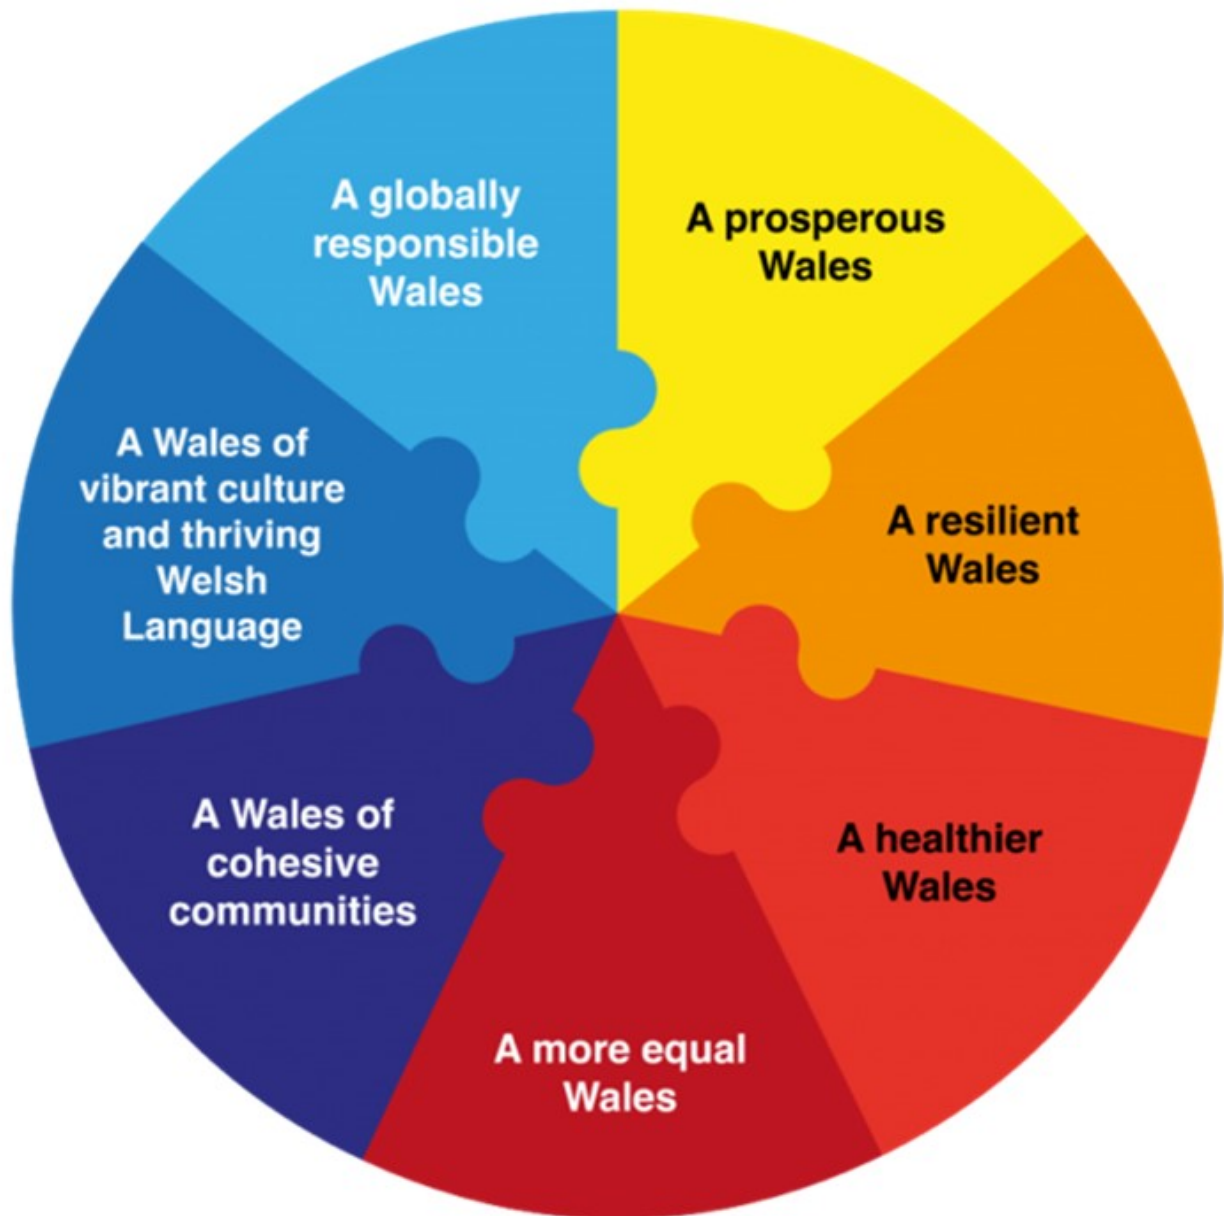 A prosperous
Wales
A resilient
Wales
A healthier
Wales
A more equal
Wales
A Wales of
cohesive
communities
A Wales of
vibrant culture
and thriving
Welsh
Language
A globally
responsible
Wales